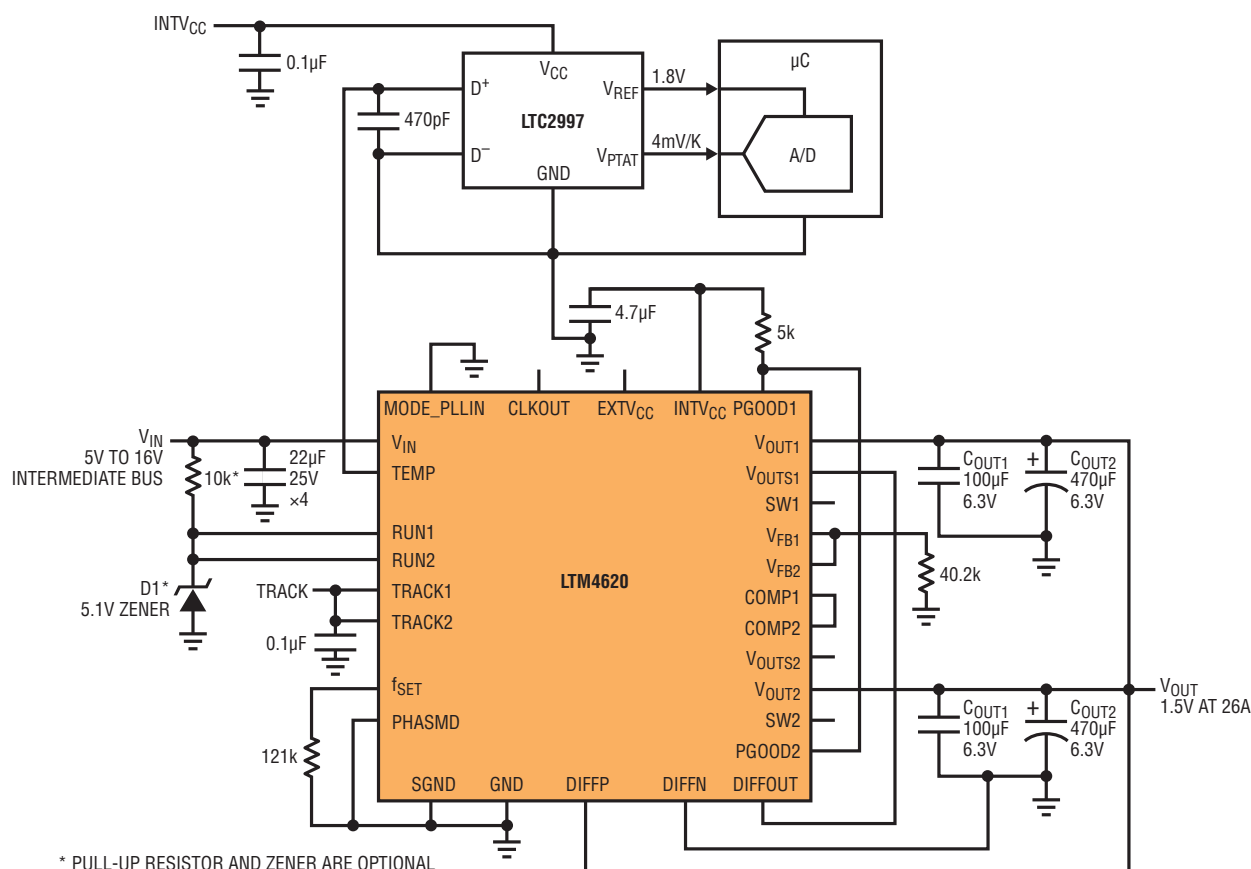 INTVCC
0.1µF
470pF
D+
D–
VCC
LTC2997
GND
VREF
VPTAT
1.8V
4mV/K
µC
A/D
4.7µF
5k
MODE_PLLIN
CLKOUT
EXTVCC
INTVCC
PGOOD1
VIN
5V TO 16V
INTERMEDIATE BUS
10k*
22µF
25V
×4
D1*
5.1V ZENER
TRACK
0.1µF
121k
VIN
TEMP
RUN1
RUN2
TRACK1
TRACK2
fSET
PHASMD
LTM4620
VOUT1
VOUTS1
SW1
VFB1
VFB2
COMP1
COMP2
VOUTS2
VOUT2
SW2
PGOOD2
SGND
GND
DIFFP
DIFFN
DIFFOUT
COUT1
100µF
6.3V
+
COUT2
470µF
6.3V
40.2k
COUT1
100µF
6.3V
+
COUT2
470µF
6.3V
VOUT
1.5V AT 26A
* PULL-UP RESISTOR AND ZENER ARE OPTIONAL